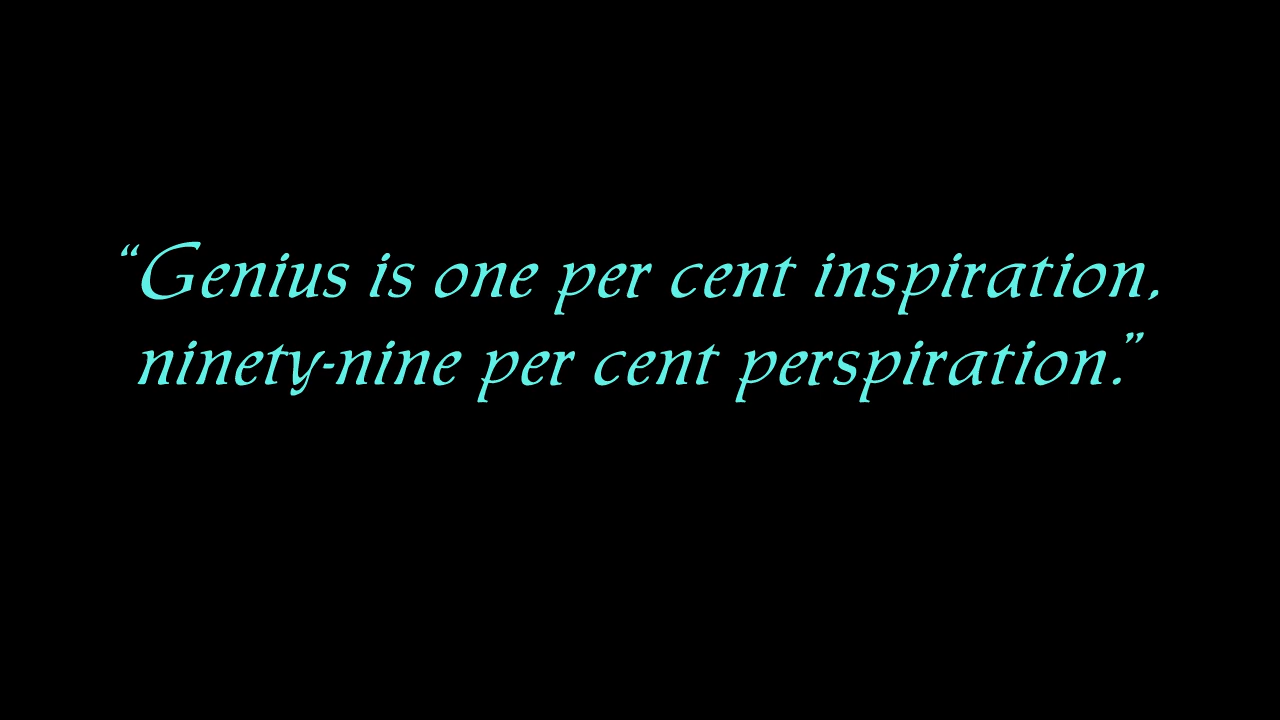 “Genius is one per cent inspiration,
ninety-nine per cent perspiration.”